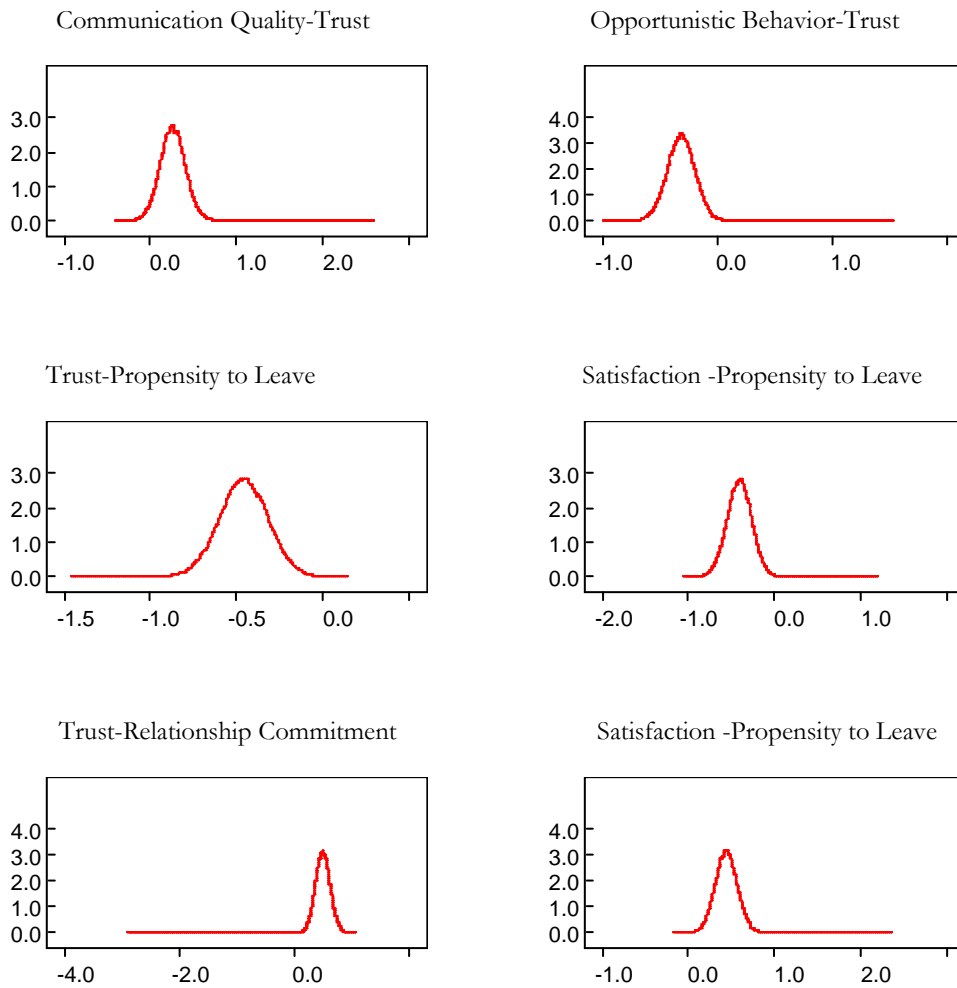 Communication Quality-Trust
Opportunistic Behavior-Trust
3.0
2.0
1.0
0.0
-1.0 0.0 1.0 2.0
4.0
3.0
2.0
1.0
0.0
-1.0 0.0 1.0
Trust-Propensity to Leave
Satisfaction -Propensity to Leave
3.0
2.0
1.0
0.0
-1.5 -1.0 -0.5 0.0
3.0
2.0
1.0
0.0
-2.0 -1.0 0.0 1.0
Trust-Relationship Commitment
Satisfaction -Propensity to Leave
4.0
3.0
2.0
1.0
0.0
-4.0 -2.0 0.0
4.0
3.0
2.0
1.0
0.0
-1.0 0.0 1.0 2.0